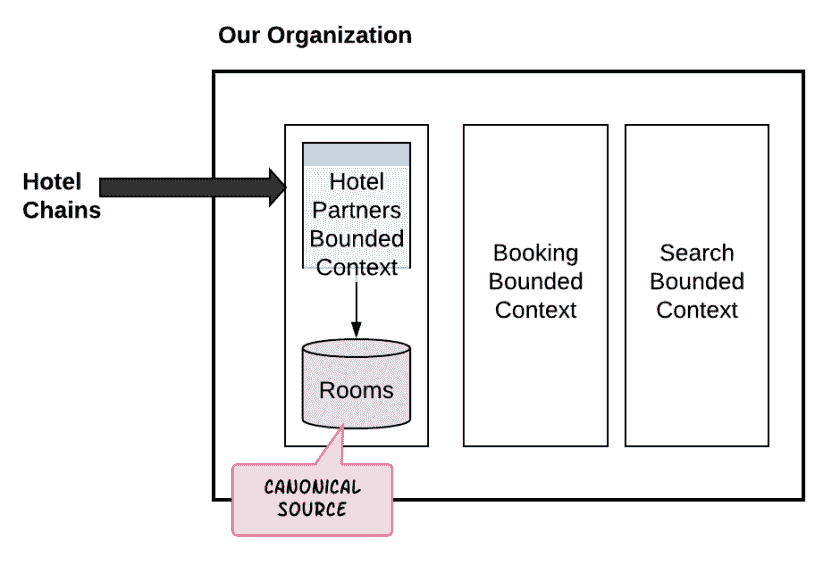 Our Organization
Hotel
Chains
Hotel
Partners
Bounded
Context
Rooms
CANONICAL
SOURCE
Booking
Bounded
Context
Search
Bounded
Context